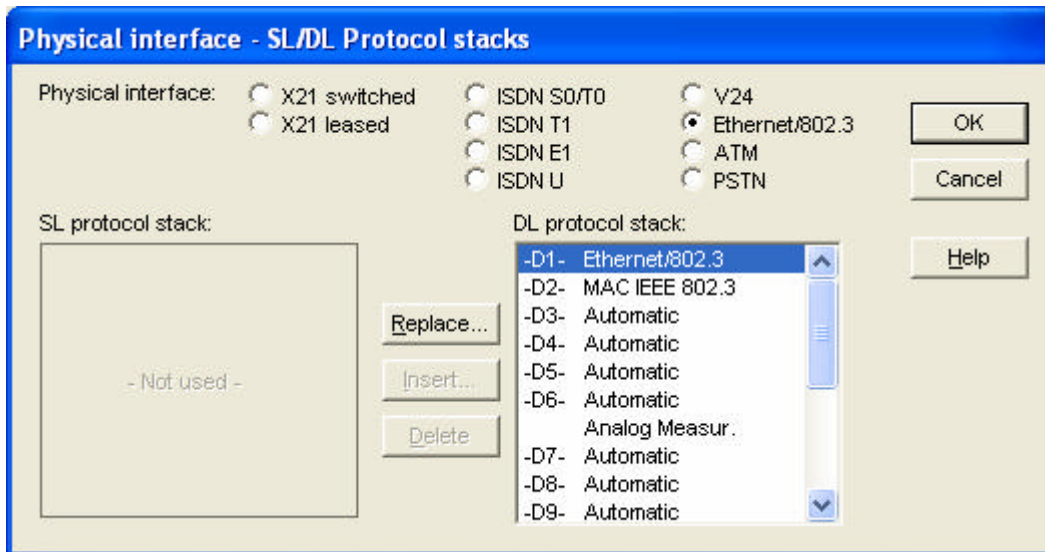 Physical interface - SL/DL Protocol stacks
Physical interface:
X21 switched
X21 leased
ISDN S0/T0
ISDN T1
ISDN E1
ISDN U
V24
Ethernet/802.3
ATM
PSTN
OK
Cancel
Help
SL protocol stack:
- Not used -
Replace...
Insert...
Delete
DL protocol stack:
-D1- Ethernet/802.3
-D2- MAC IEEE 802.3
-D3- Automatic
-D4- Automatic
-D5- Automatic
-D6- Automatic
Analog Measur.
-D7- Automatic
-D8- Automatic
-D9- Automatic